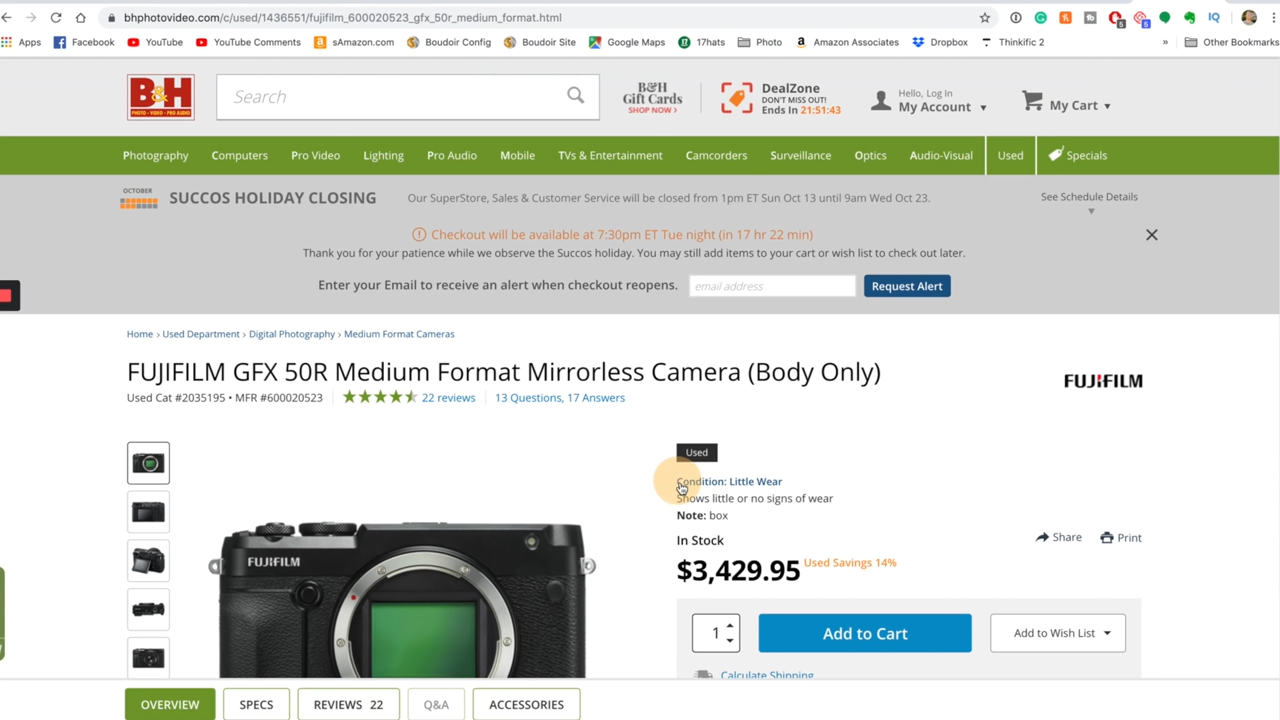 bhphotovideo.com/c/used/1436551/fujifilm_600020523_gfx_50r_medium_format.html
Apps Facebook YouTube YouTube Comments sAmazon.com Boudoir Config Boudoir Site Google Maps 17hats Photo Amazon Associates Dropbox Thinkific 2 » Other Bookmarks
B&H
PHOTO - VIDEO - PRO AUDIO
Search
B&H
Gift Cards
SHOP NOW >
DealZone
DON'T MISS OUT!
Ends In 21:51:43
Hello, Log In
My Account
My Cart
Photography Computers Pro Video Lighting Pro Audio Mobile TVs & Entertainment Camcorders Surveillance Optics Audio-Visual Used Specials
OCTOBER
SUCCOS HOLIDAY CLOSING
Our SuperStore, Sales & Customer Service will be closed from 1pm ET Sun Oct 13 until 9am Wed Oct 23.
See Schedule Details
Checkout will be available at 7:30pm ET Tue night (in 17 hr 22 min)
Thank you for your patience while we observe the Succos holiday. You may still add items to your cart or wish list to check out later.
Enter your Email to receive an alert when checkout reopens. email address Request Alert
Home › Used Department › Digital Photography › Medium Format Cameras
FUJIFILM GFX 50R Medium Format Mirrorless Camera (Body Only)
Used Cat #2035195 • MFR #600020523 22 reviews 13 Questions, 17 Answers
FUJIFILM
Used
Condition: Little Wear
Shows little or no signs of wear
Note: box
In Stock
Share Print
$3,429.95 Used Savings 14%
FUJIFILM
1 Add to Cart Add to Wish List
Calculate Shipping
OVERVIEW SPECS REVIEWS 22 Q&A ACCESSORIES